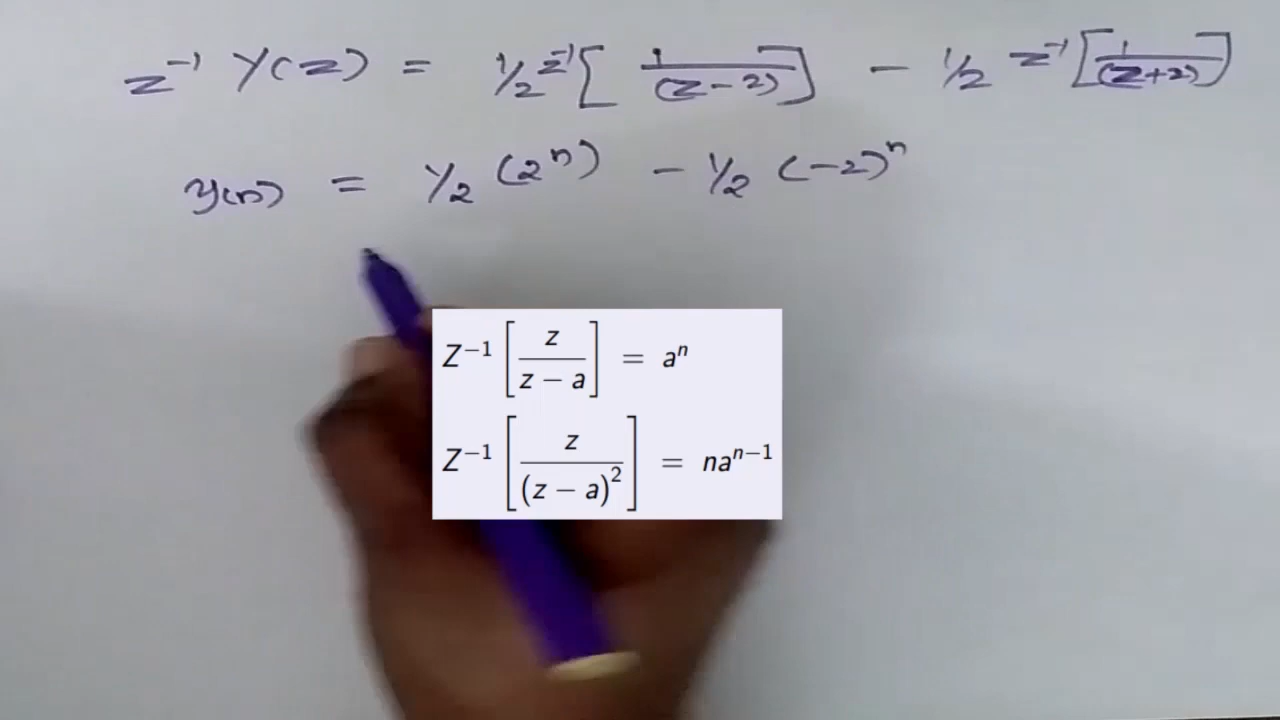 z⁻¹ Y(z) = 1/2 z⁻¹[1/(z-2)] - 1/2 z⁻¹[1/(z+2)]
y(n) = 1/2 (2ⁿ) - 1/2 (-2)ⁿ
Z⁻¹ [z/(z − a)] = aⁿ
Z⁻¹ [z/(z − a)²] = naⁿ⁻¹